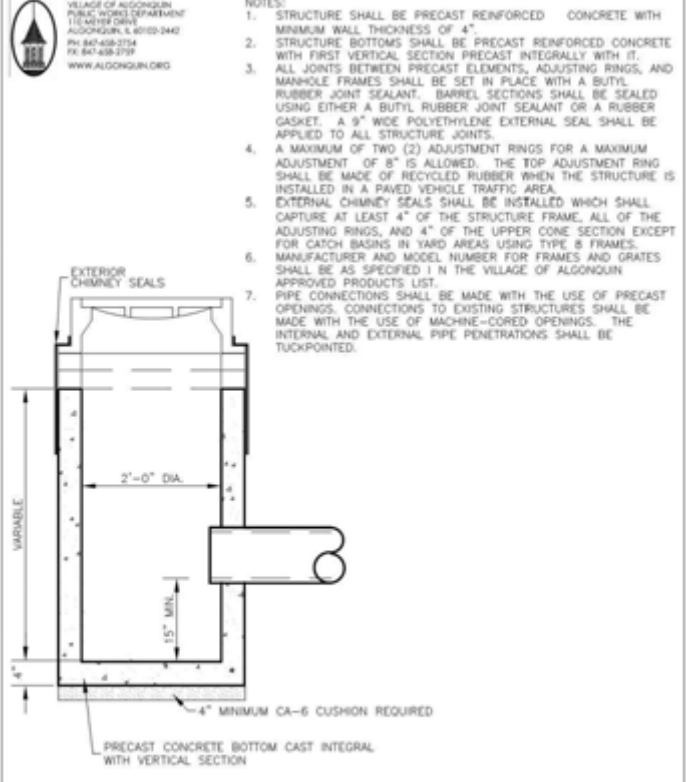 VILLAGE OF ALGONQUIN
PUBLIC WORKS DEPARTMENT
110 MEYER DRIVE
ALGONQUIN, IL 60102-2442
PH: 847-658-2754
FX: 847-658-2759
WWW.ALGONQUIN.ORG
NOTES:
1. STRUCTURE SHALL BE PRECAST REINFORCED CONCRETE WITH
MINIMUM WALL THICKNESS OF 4".
2. STRUCTURE BOTTOMS SHALL BE PRECAST REINFORCED CONCRETE
WITH FIRST VERTICAL SECTION PRECAST INTEGRALLY WITH IT.
3. ALL JOINTS BETWEEN PRECAST ELEMENTS, ADJUSTING RINGS, AND
MANHOLE FRAMES SHALL BE SET IN PLACE WITH A BUTYL
RUBBER JOINT SEALANT. BARREL SECTIONS SHALL BE SEALED
USING EITHER A BUTYL RUBBER JOINT SEALANT OR A RUBBER
GASKET. A 9" WIDE POLYETHYLENE EXTERNAL SEAL SHALL BE
APPLIED TO ALL STRUCTURE JOINTS.
4. A MAXIMUM OF TWO (2) ADJUSTMENT RINGS FOR A MAXIMUM
ADJUSTMENT OF 8" IS ALLOWED. THE TOP ADJUSTMENT RING
SHALL BE MADE OF RECYCLED RUBBER WHEN THE STRUCTURE IS
INSTALLED IN A PAVED VEHICLE TRAFFIC AREA.
5. EXTERNAL CHIMNEY SEALS SHALL BE INSTALLED WHICH SHALL
CAPTURE AT LEAST 4" OF THE STRUCTURE FRAME, ALL OF THE
ADJUSTING RINGS, AND 4" OF THE UPPER CONE SECTION EXCEPT
FOR CATCH BASINS IN YARD AREAS USING TYPE 8 FRAMES.
6. MANUFACTURER AND MODEL NUMBER FOR FRAMES AND GRATES
SHALL BE AS SPECIFIED I N THE VILLAGE OF ALGONQUIN
APPROVED PRODUCTS LIST.
7. PIPE CONNECTIONS SHALL BE MADE WITH THE USE OF PRECAST
OPENINGS. CONNECTIONS TO EXISTING STRUCTURES SHALL BE
MADE WITH THE USE OF MACHINE-CORED OPENINGS. THE
INTERNAL AND EXTERNAL PIPE PENETRATIONS SHALL BE
TUCKPOINTED.
EXTERIOR
CHIMNEY SEALS
2'-0" DIA.
VARIABLE
15" MIN.
4"
4" MINIMUM CA-6 CUSHION REQUIRED
PRECAST CONCRETE BOTTOM CAST INTEGRAL
WITH VERTICAL SECTION